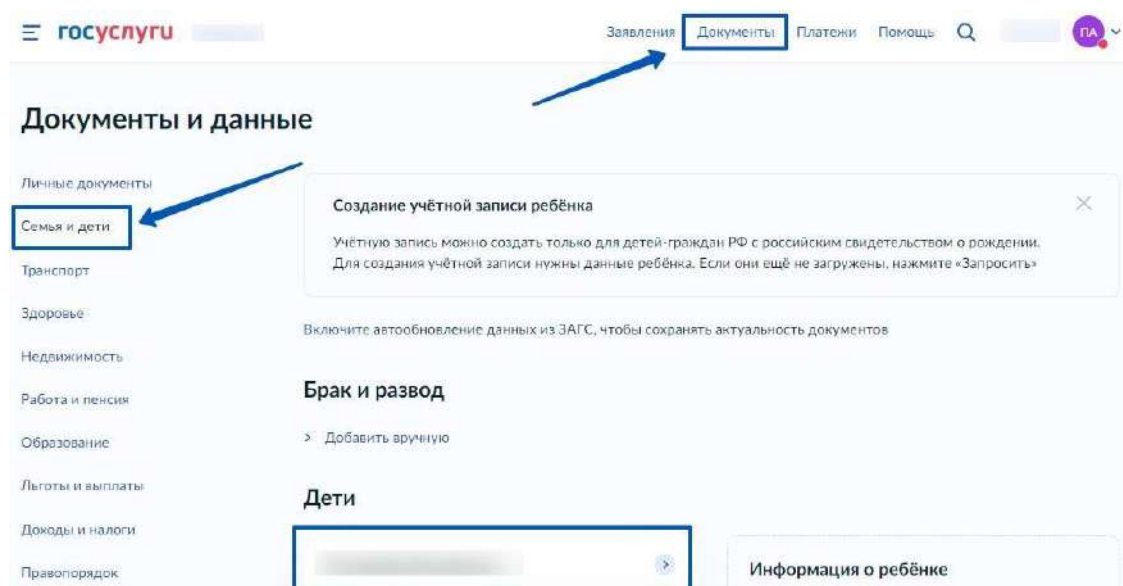 госуслуги
Заявления Документы Платежи Помощь ПА
Документы и данные
Личные документы
Семья и дети
Транспорт
Здоровье
Недвижимость
Работа и пенсия
Образование
Льготы и выплаты
Доходы и налоги
Правопорядок
Создание учётной записи ребёнка
Учётную запись можно создать только для детей-граждан РФ с российским свидетельством о рождении.
Для создания учётной записи нужны данные ребёнка. Если они ещё не загружены, нажмите «Запросить»
Включите автообновление данных из ЗАГС, чтобы сохранять актуальность документов
Брак и развод
Добавить вручную
Дети
Информация о ребёнке